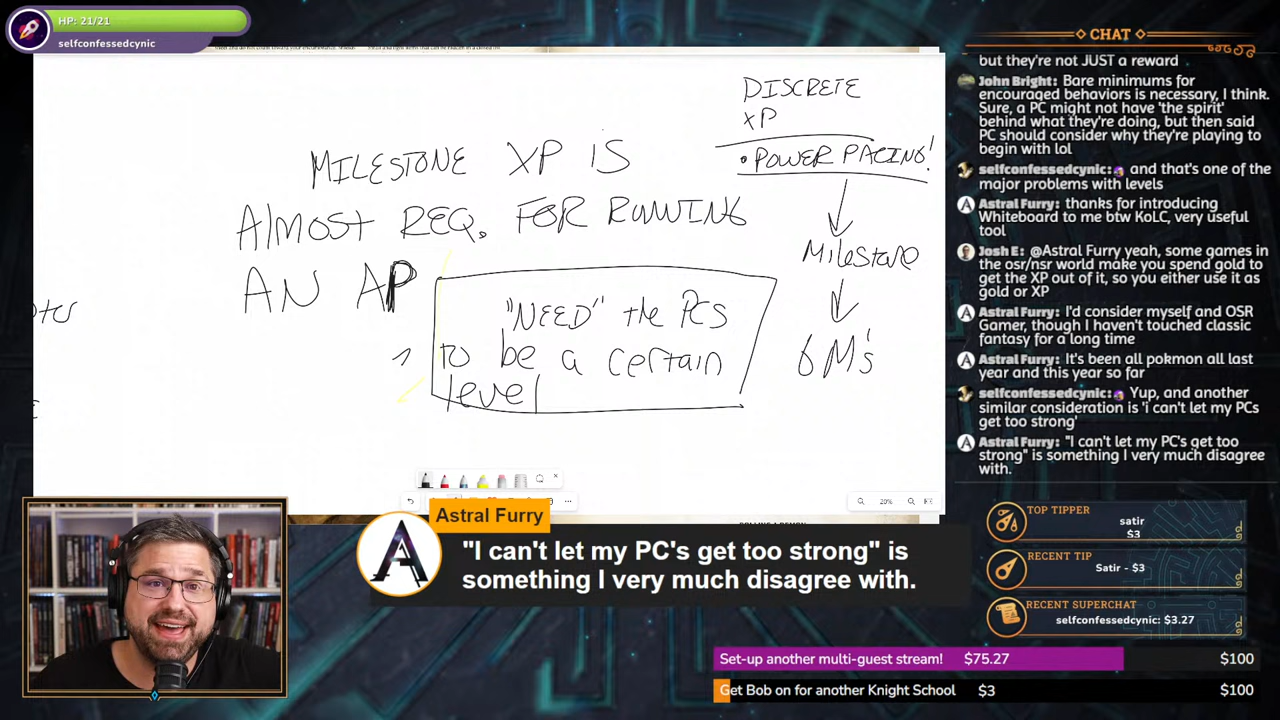 HP: 21/21
selfconfessedcynic
MILESTONE XP IS
ALMOST REQ. FOR RUNNING
AN AP
"NEED" the PCS
to be a certain
level
DISCRETE
XP
• POWER PACING!
Milestone
6 M's
20%
CHAT
but they're not JUST a reward
John Bright: Bare minimums for
encouraged behaviors is necessary, I think.
Sure, a PC might not have 'the spirit'
behind what they're doing, but then said
PC should consider why they're playing to
begin with lol
selfconfessedcynic: and that's one of the
major problems with levels
Astral Furry: thanks for introducing
Whiteboard to me btw KoLC, very useful
tool
Josh E: @Astral Furry yeah, some games in
the osr/nsr world make you spend gold to
get the XP out of it, so you either use it as
gold or XP
Astral Furry: I'd consider myself and OSR
Gamer, though I haven't touched classic
fantasy for a long time
Astral Furry: It's been all pokmon all last
year and this year so far
selfconfessedcynic: Yup, and another
similar consideration is 'i can't let my PCs
get too strong'
Astral Furry: "I can't let my PC's get too
strong" is something I very much disagree
with.
Astral Furry
"I can't let my PC's get too strong" is
something I very much disagree with.
TOP TIPPER
satir
$3
RECENT TIP
Satir - $3
RECENT SUPERCHAT
selfconfessedcynic: $3.27
Set-up another multi-guest stream! $75.27 $100
Get Bob on for another Knight School $3 $100